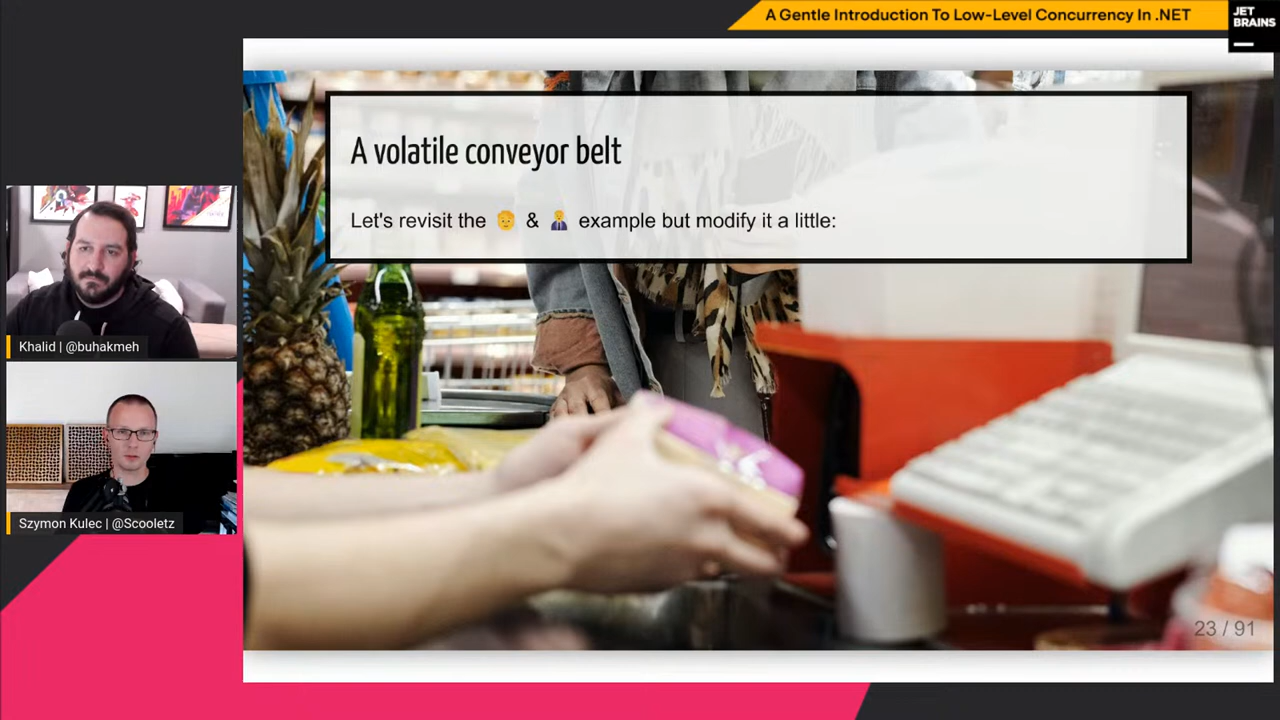 A Gentle Introduction To Low-Level Concurrency In .NET
JET
BRAINS
A volatile conveyor belt
Let's revisit the 👦 & 👨‍💼 example but modify it a little:
Khalid | @buhakmeh
Szymon Kulec | @Scooletz
23 / 91